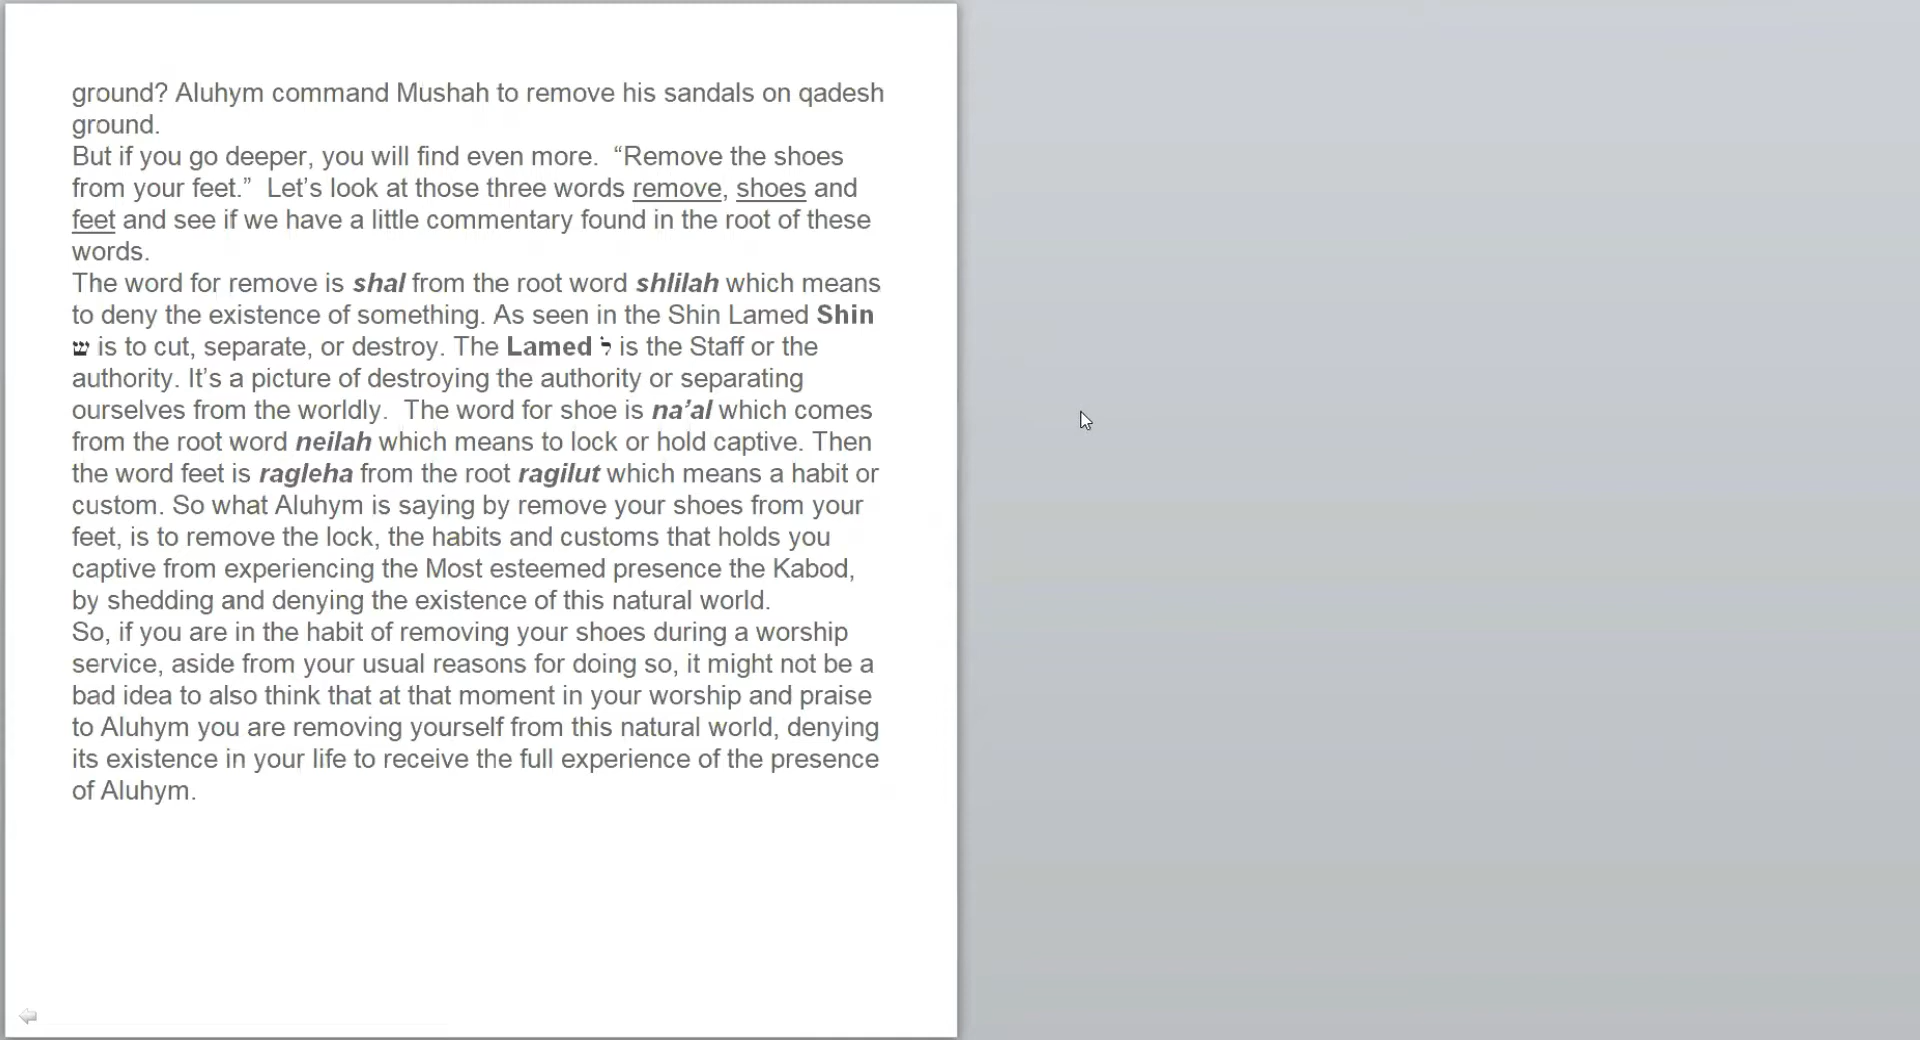 ground? Aluhym command Mushah to remove his sandals on qadesh
ground.
But if you go deeper, you will find even more.  “Remove the shoes
from your feet.”  Let’s look at those three words remove, shoes and
feet and see if we have a little commentary found in the root of these
words.
The word for remove is shal from the root word shlilah which means
to deny the existence of something. As seen in the Shin Lamed Shin
ש is to cut, separate, or destroy. The Lamed ל is the Staff or the
authority. It’s a picture of destroying the authority or separating
ourselves from the worldly.  The word for shoe is na’al which comes
from the root word neilah which means to lock or hold captive. Then
the word feet is ragleha from the root ragilut which means a habit or
custom. So what Aluhym is saying by remove your shoes from your
feet, is to remove the lock, the habits and customs that holds you
captive from experiencing the Most esteemed presence the Kabod,
by shedding and denying the existence of this natural world.
So, if you are in the habit of removing your shoes during a worship
service, aside from your usual reasons for doing so, it might not be a
bad idea to also think that at that moment in your worship and praise
to Aluhym you are removing yourself from this natural world, denying
its existence in your life to receive the full experience of the presence
of Aluhym.